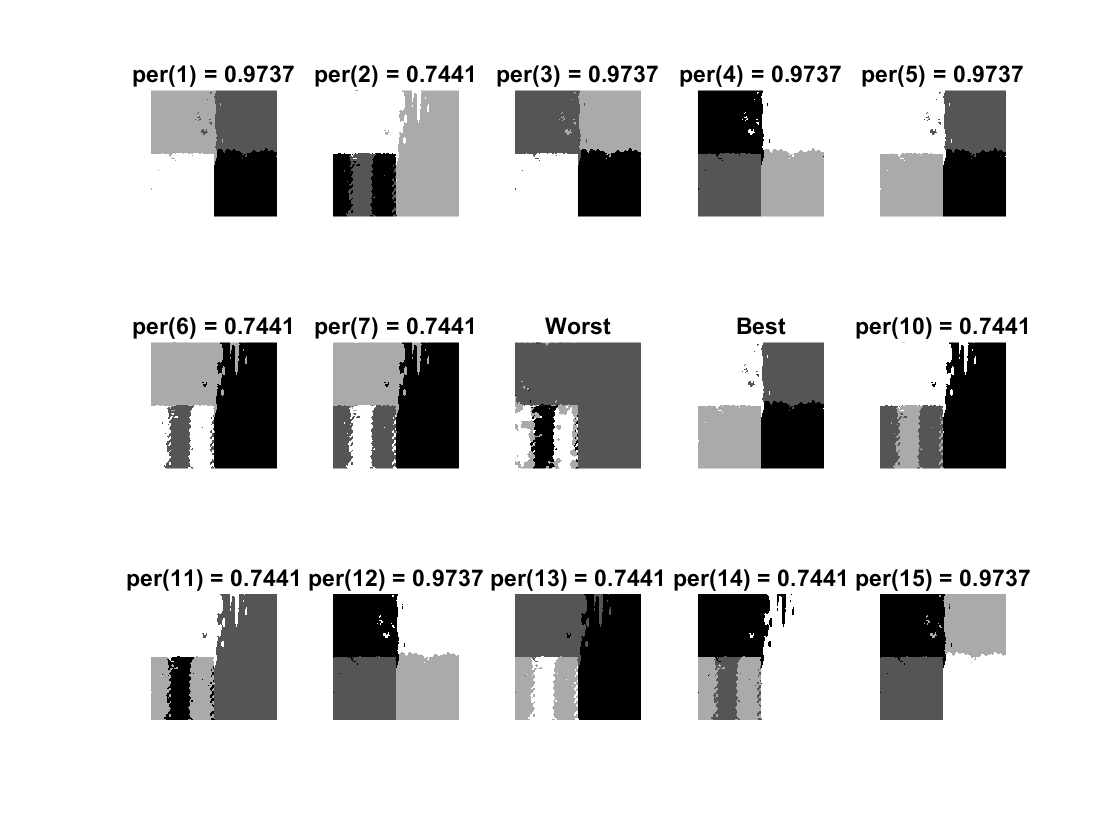 per(1) = 0.9737 per(2) = 0.7441 per(3) = 0.9737 per(4) = 0.9737 per(5) = 0.9737
per(6) = 0.7441 per(7) = 0.7441 Worst Best per(10) = 0.7441
per(11) = 0.7441 per(12) = 0.9737 per(13) = 0.7441 per(14) = 0.7441 per(15) = 0.9737